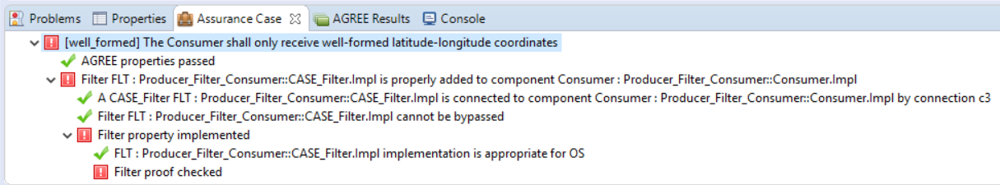 Problems Properties Assurance Case AGREE Results Console
[well_formed] The Consumer shall only receive well-formed latitude-longitude coordinates
AGREE properties passed
Filter FLT : Producer_Filter_Consumer::CASE_Filter.Impl is properly added to component Consumer : Producer_Filter_Consumer::Consumer.Impl
A CASE_Filter FLT : Producer_Filter_Consumer::CASE_Filter.Impl is connected to component Consumer : Producer_Filter_Consumer::Consumer.Impl by connection c3
Filter FLT : Producer_Filter_Consumer::CASE_Filter.Impl cannot be bypassed
Filter property implemented
FLT : Producer_Filter_Consumer::CASE_Filter.Impl implementation is appropriate for OS
Filter proof checked